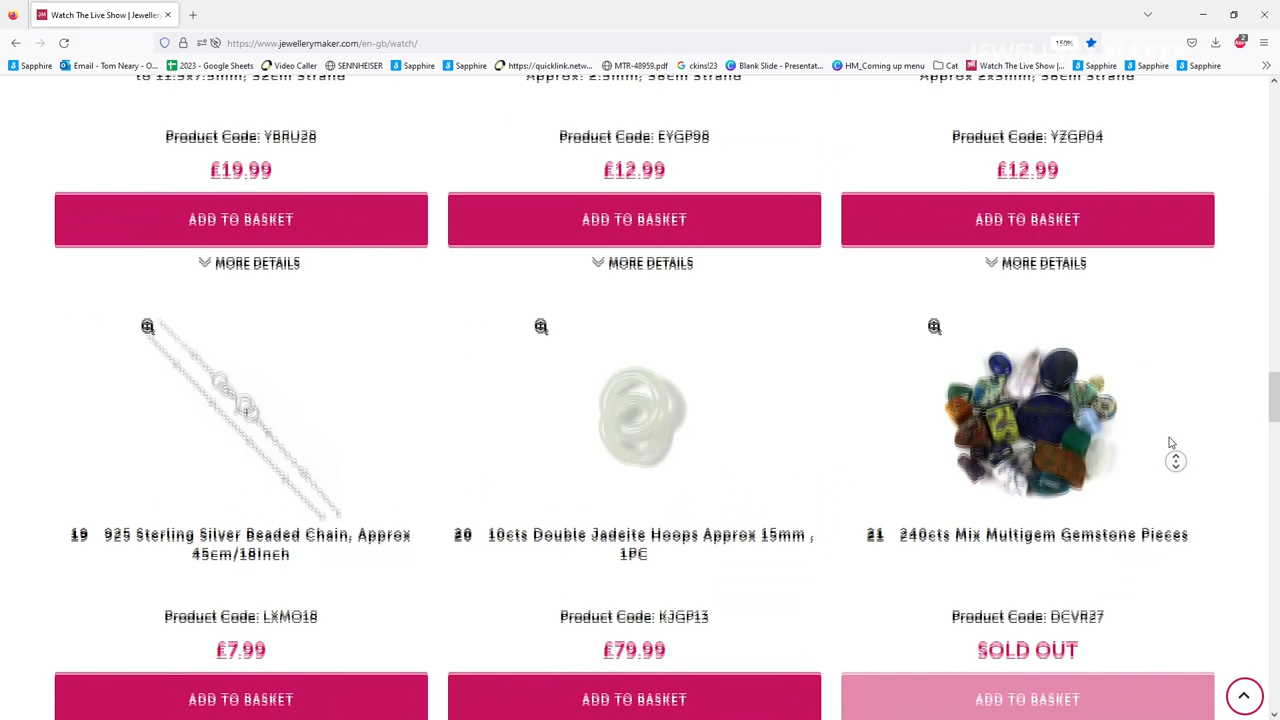 Watch The Live Show | Jeweller
https://www.jewellerymaker.com
gb/watch/
150%
2
JEWELLERYMAKER
Sapphire
Email - Tom Neary - O...
2023 - Google Sheets
Video Caller
SENNHEISER
Sapphire
Sapphire
https://quicklink.netw...
MTR-48959.pdf
ckins!23
Blank Slide - Presentat...
HM_Coming up menu
Cat
Watch The Live Show |...
Sapphire
Sapphire
Sapphire
to 11.5x7.5mm, 32cm Strand
Approx: 2.5mm, 38cm Strand
Approx 2x3mm, 38cm Strand
Product Code: YBRU28
Product Code: EYGP98
Product Code: YZGP04
£19.99
£12.99
£12.99
ADD TO BASKET
ADD TO BASKET
ADD TO BASKET
MORE DETAILS
MORE DETAILS
MORE DETAILS
19 925 Sterling Silver Beaded Chain, Approx
45cm/18Inch
20 10cts Double Jadeite Hoops Approx 15mm ,
1PC
21 240cts Mix Multigem Gemstone Pieces
Product Code: LXMO18
Product Code: KJGP13
Product Code: DCVR27
£7.99
£79.99
SOLD OUT
ADD TO BASKET
ADD TO BASKET
ADD TO BASKET